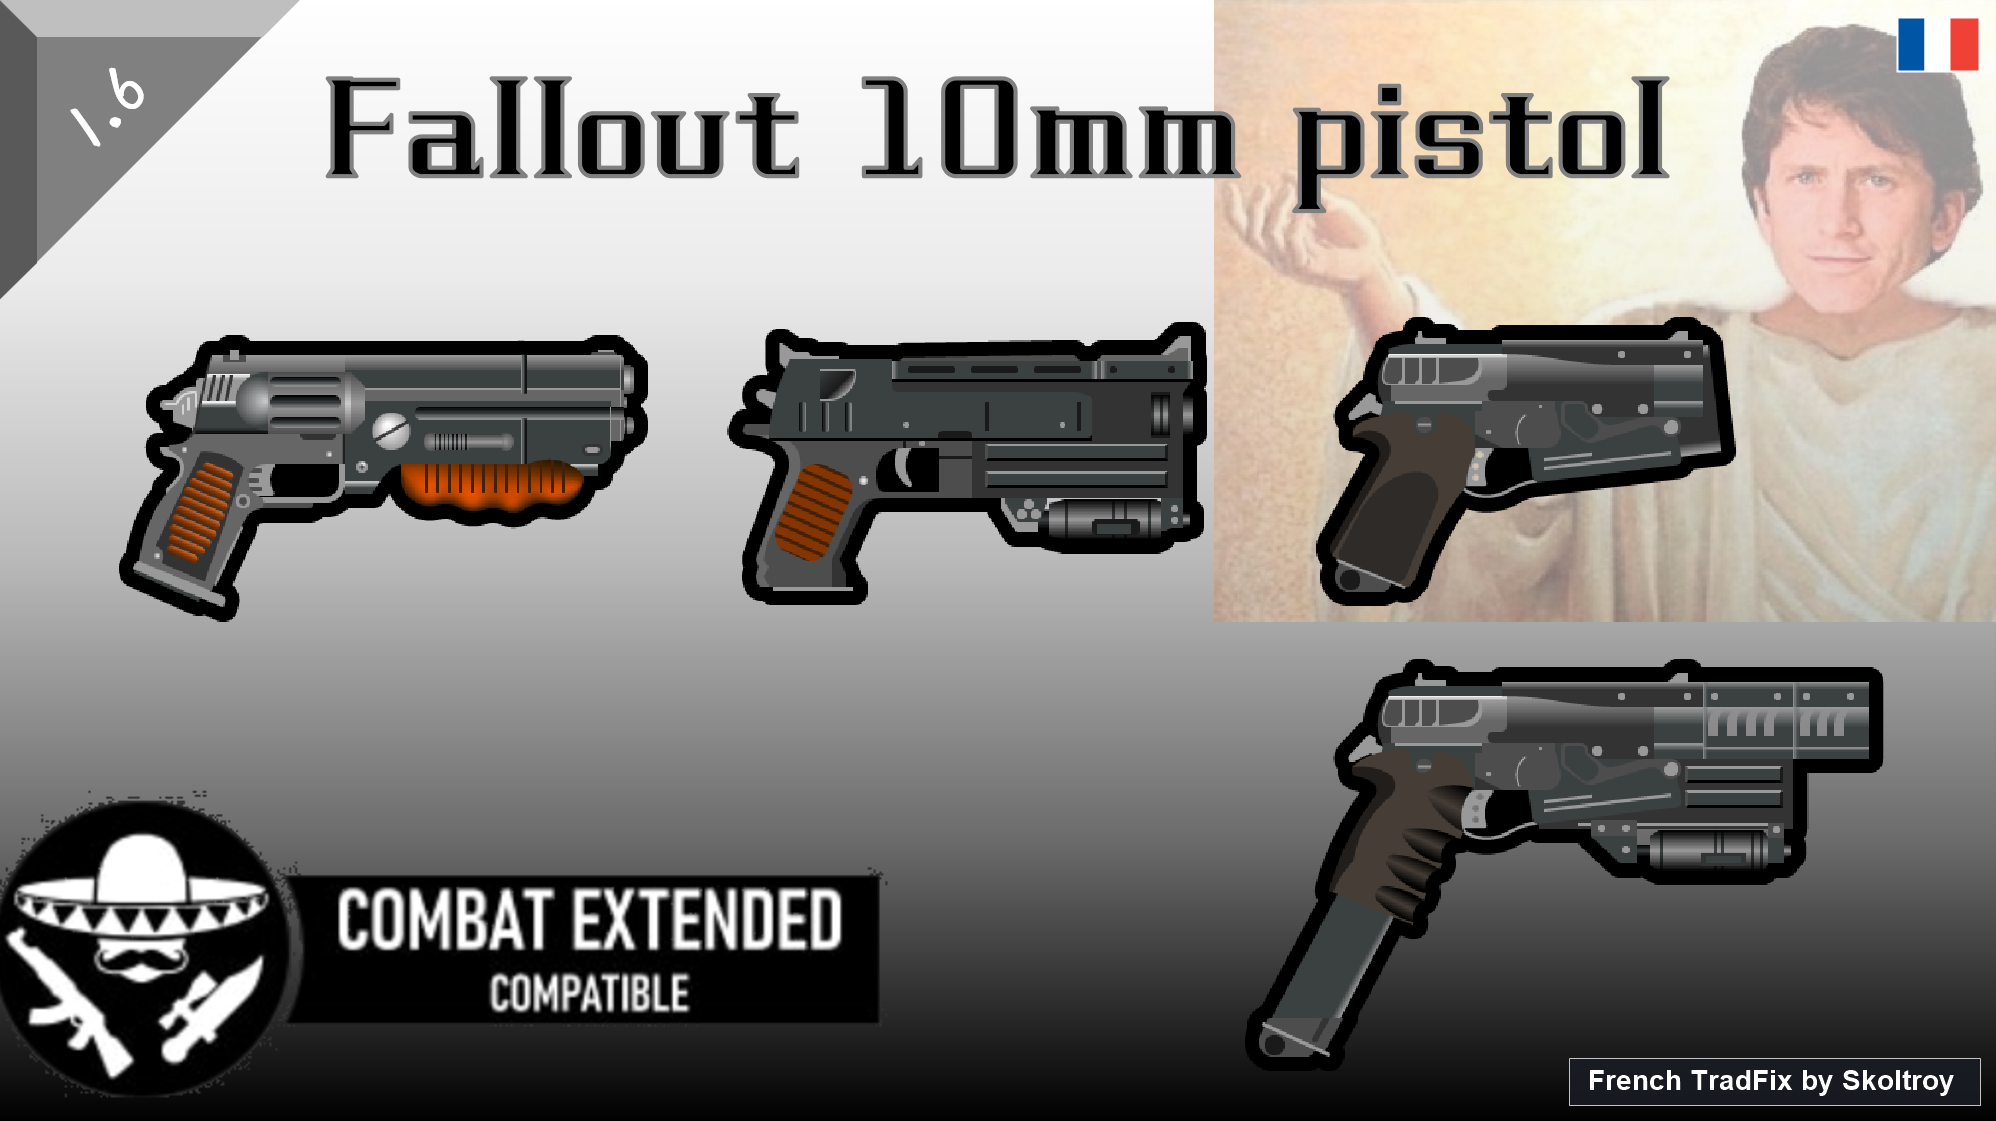 1.6
Fallout 10mm pistol
COMBAT EXTENDED
COMPATIBLE
French TradFix by Skoltroy